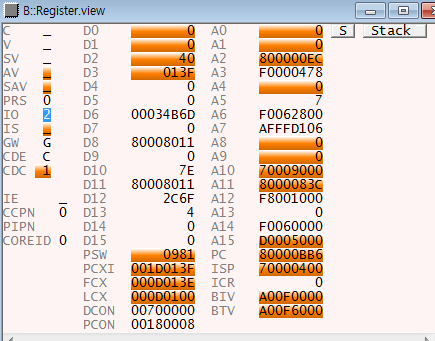 B::Register.view
C _ D0 0 A0 0 S Stack
V _ D1 0 A1 0
SV _ D2 40 A2 800000EC
AV _ D3 013F A3 F0000478
SAV _ D4 0 A4 0
PRS 0 D5 0 A5 7
IO 2 D6 00034B6D A6 F0062800
IS _ D7 0 A7 AFFFD106
GW G D8 80008011 A8 0
CDE C D9 0 A9 0
CDC 1 D10 7E A10 70009000
D11 80008011 A11 8000083C
IE _ D12 2C6F A12 F8001000
CCPN 0 D13 4 A13 0
PIPN D14 0 A14 F0060000
COREID 0 D15 0 A15 D0005000
PSW 0981 PC 80000BB6
PCXI 001D013F ISP 70000400
FCX 000D013E ICR 0
LCX 000D0100 BIV A00F0000
DCON 00700000 BTV A00F6000
PCON 00180008